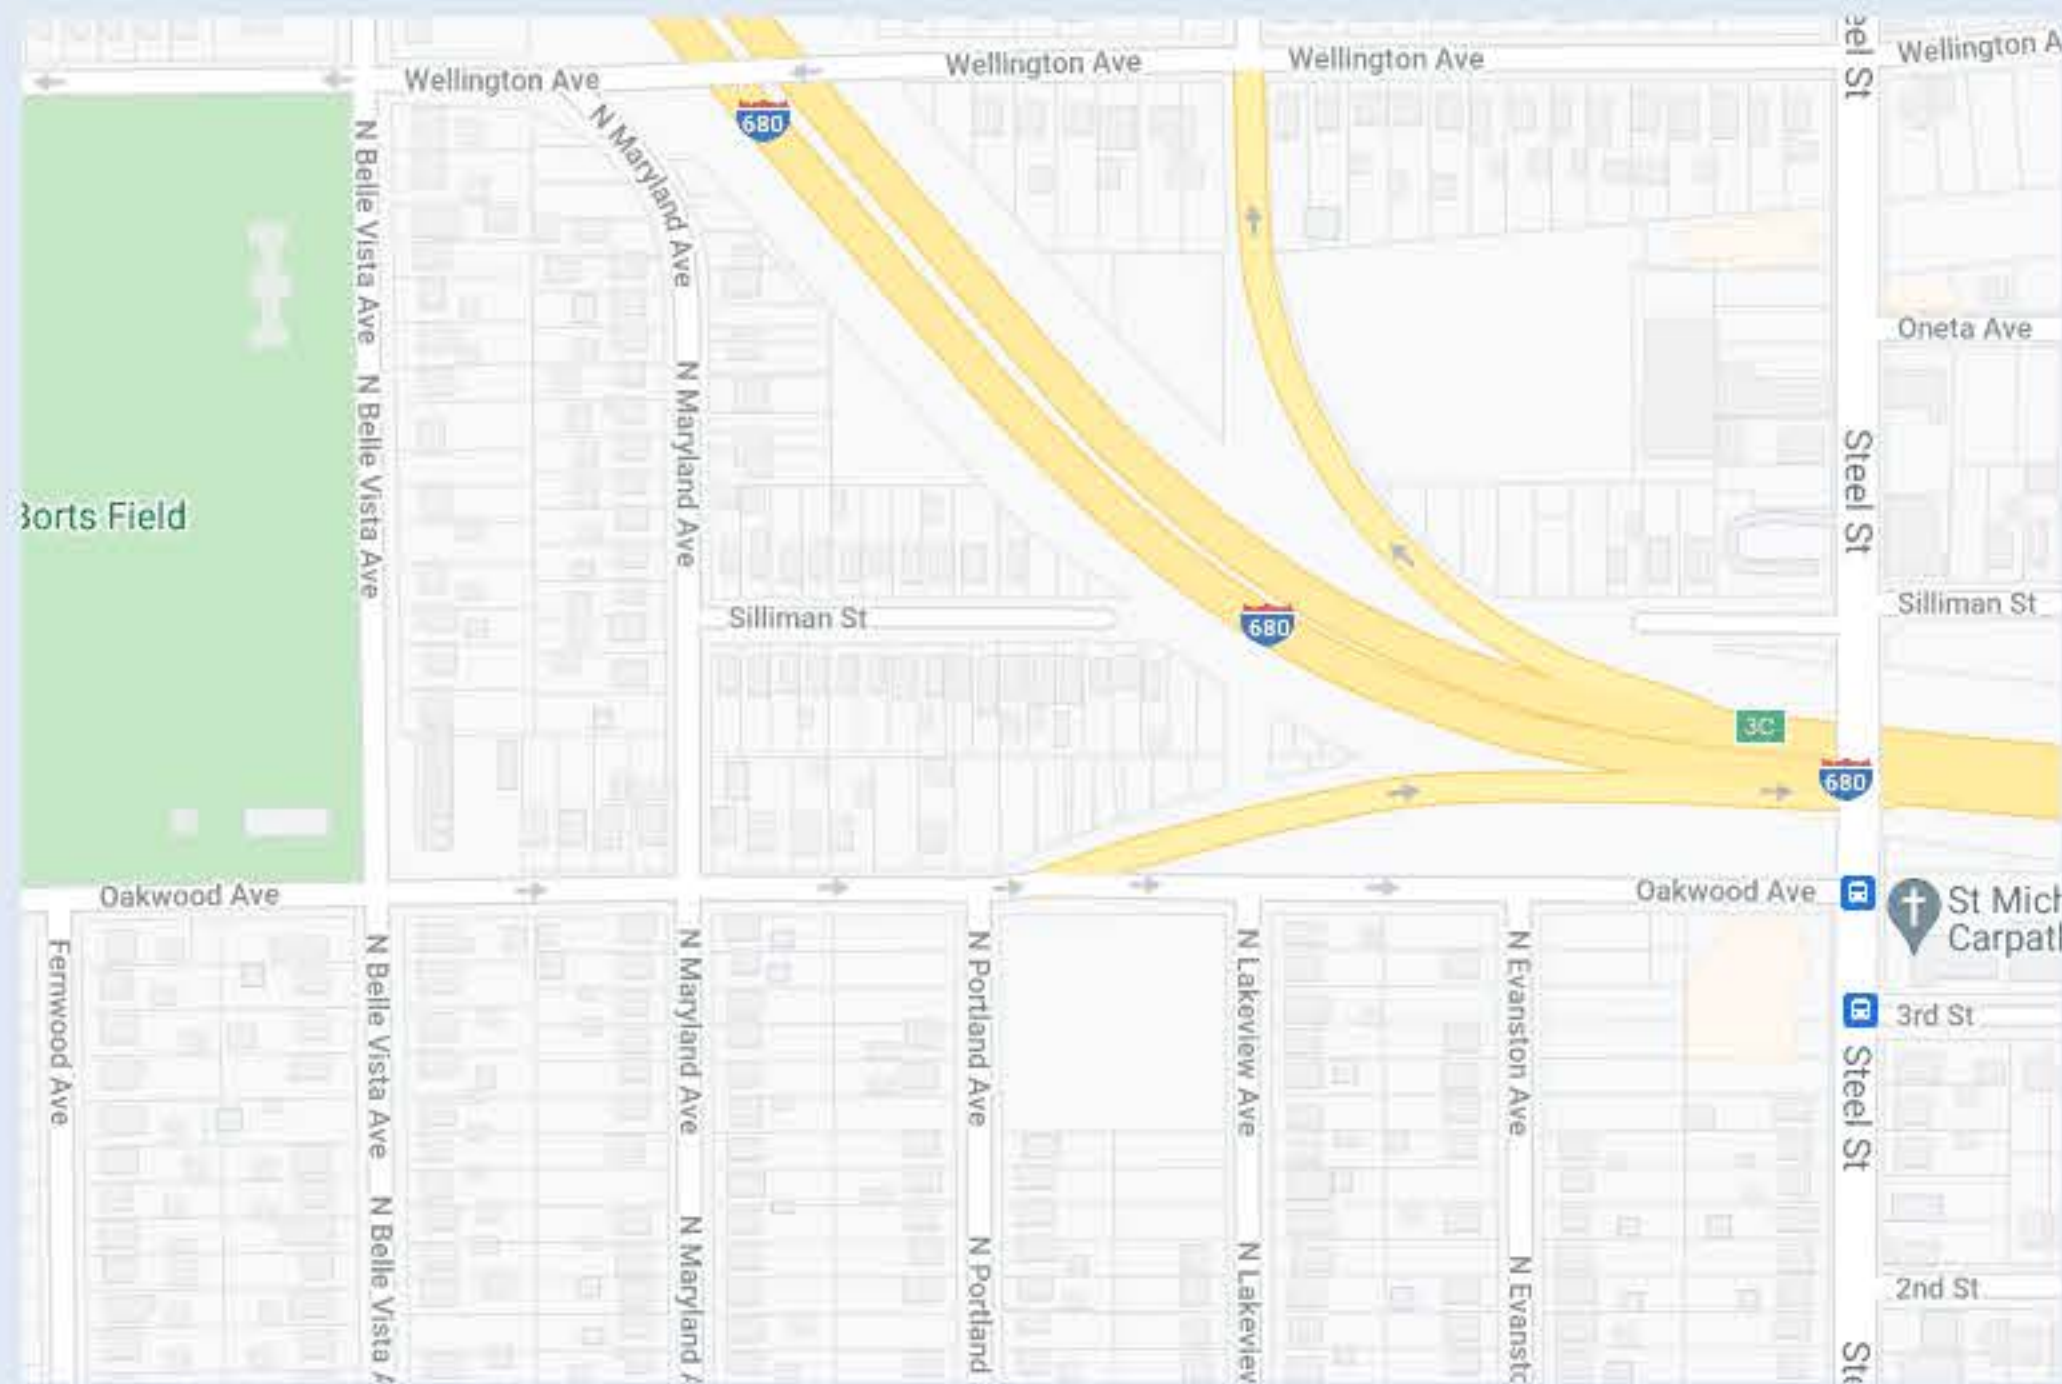 Wellington Ave
Wellington Ave
Wellington Ave
Wellington A
eel St
680
N Maryland Ave
N Belle Vista Ave
Oneta Ave
N Belle Vista Ave
N Maryland Ave
Steel St
Borts Field
Silliman St
680
Silliman St
3C
680
Oakwood Ave
Oakwood Ave
St Mich
Carpath
Fernwood Ave
N Belle Vista Ave
N Maryland Ave
N Portland Ave
N Lakeview Ave
N Evanston Ave
3rd St
Steel St
N Belle Vista A
N Maryland A
N Portland
N Lakeview
N Evansto
2nd St
Ste